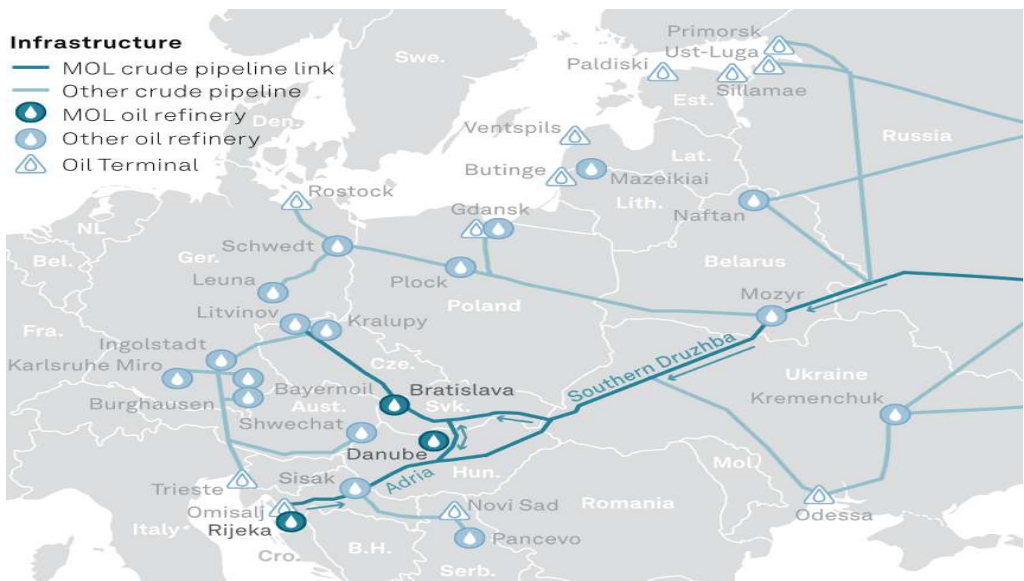 Infrastructure
MOL crude pipeline link
Other crude pipeline
MOL oil refinery
Other oil refinery
Oil Terminal
Swe.
Den.
Primorsk
Ust-Luga
Paldiski
Sillamae
Est.
Russia
Ventspils
Lat.
Butinge
Mazeikiai
Lith.
Naftan
Rostock
Gdansk
NL
Schwedt
Bel.
Ger.
Belarus
Leuna
Plock
Poland
Mozyr
Litvinov
Kralupy
Fra.
Ingolstadt
Karlsruhe Miro
Cze.
Southern Druzhba
Ukraine
Bayernoil
Bratislava
Kremenchuk
Burghausen
Aust.
Svk.
Shwechat
Danube
Adria
Hun.
Mol.
Sisak
Trieste
Omisalj
Novi Sad
Romania
Odessa
Italy
Rijeka
Pancevo
Cro.
B.H.
Serb.